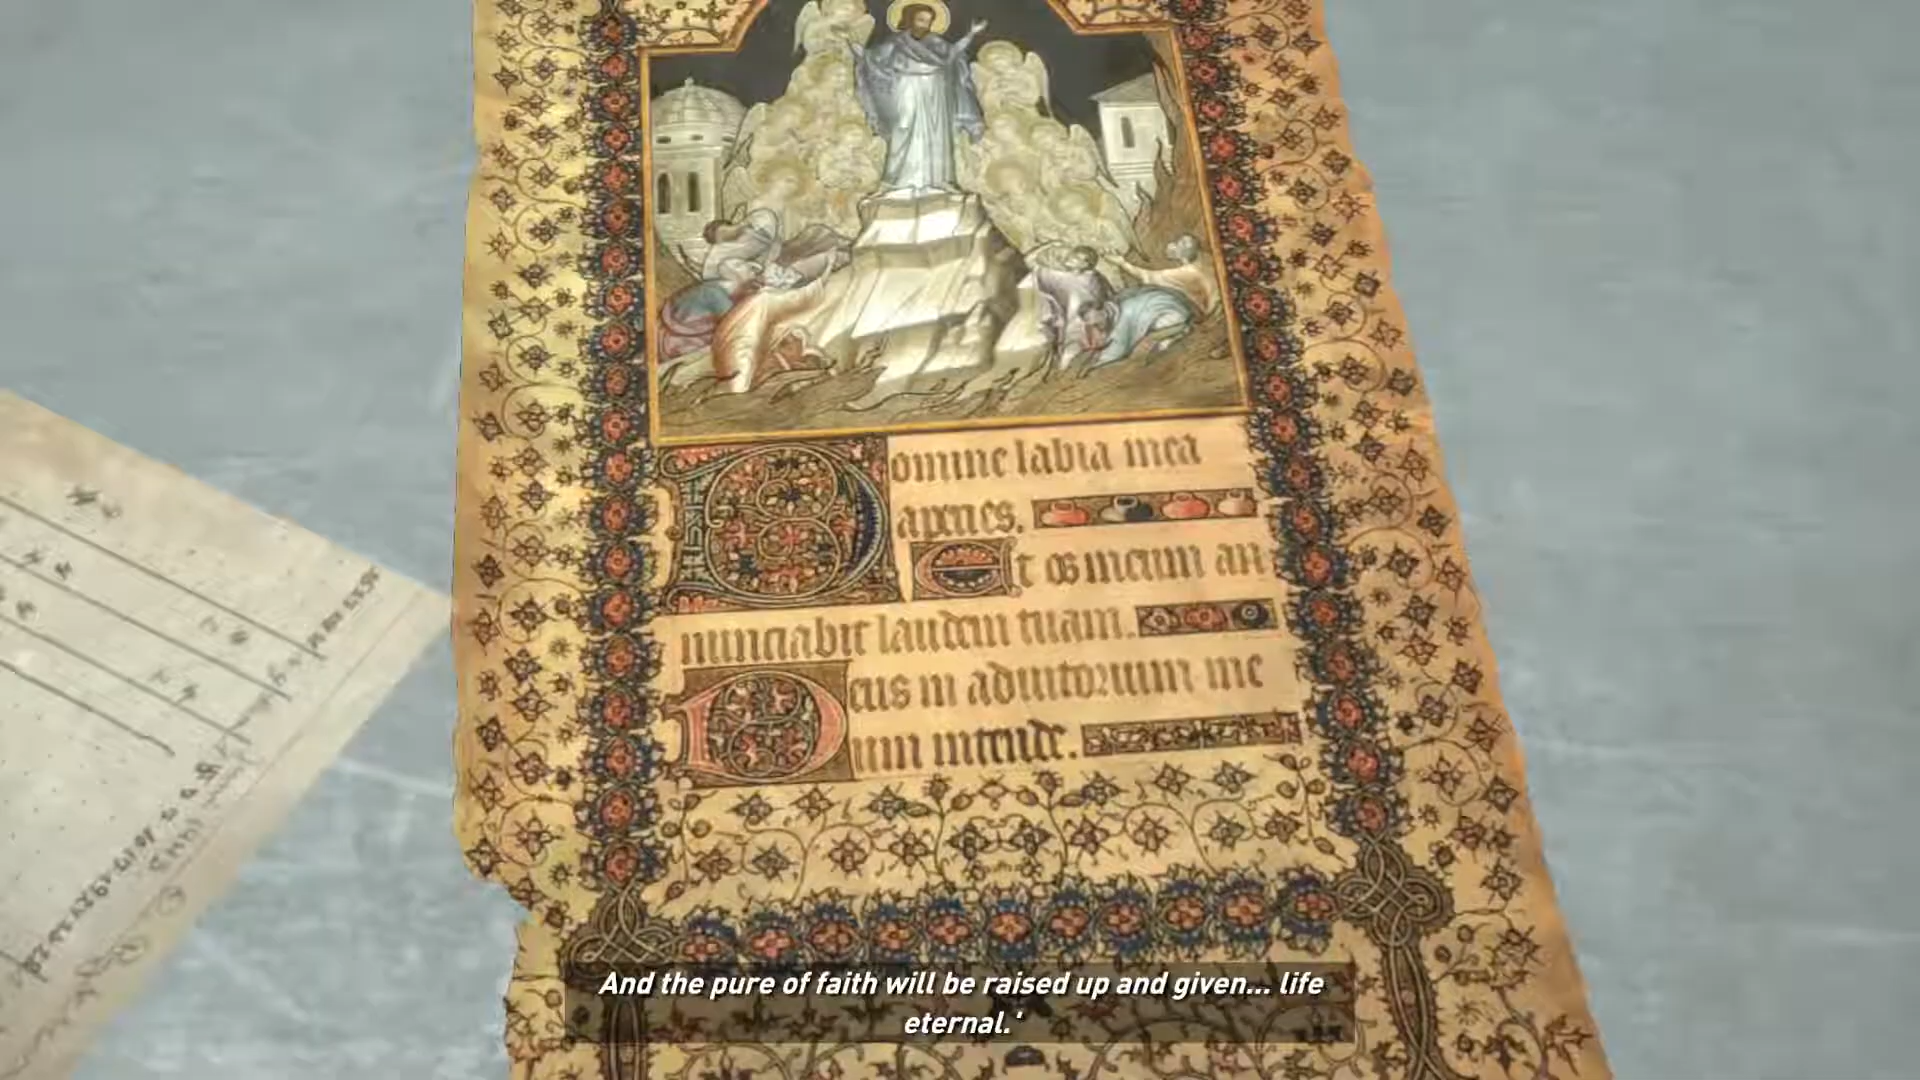 Domine labia mea
aperies.
Et os meum an
nunciabit laudem tuam.
Deus in adiutorium me
um intende.
And the pure of faith will be raised up and given... life
eternal.'